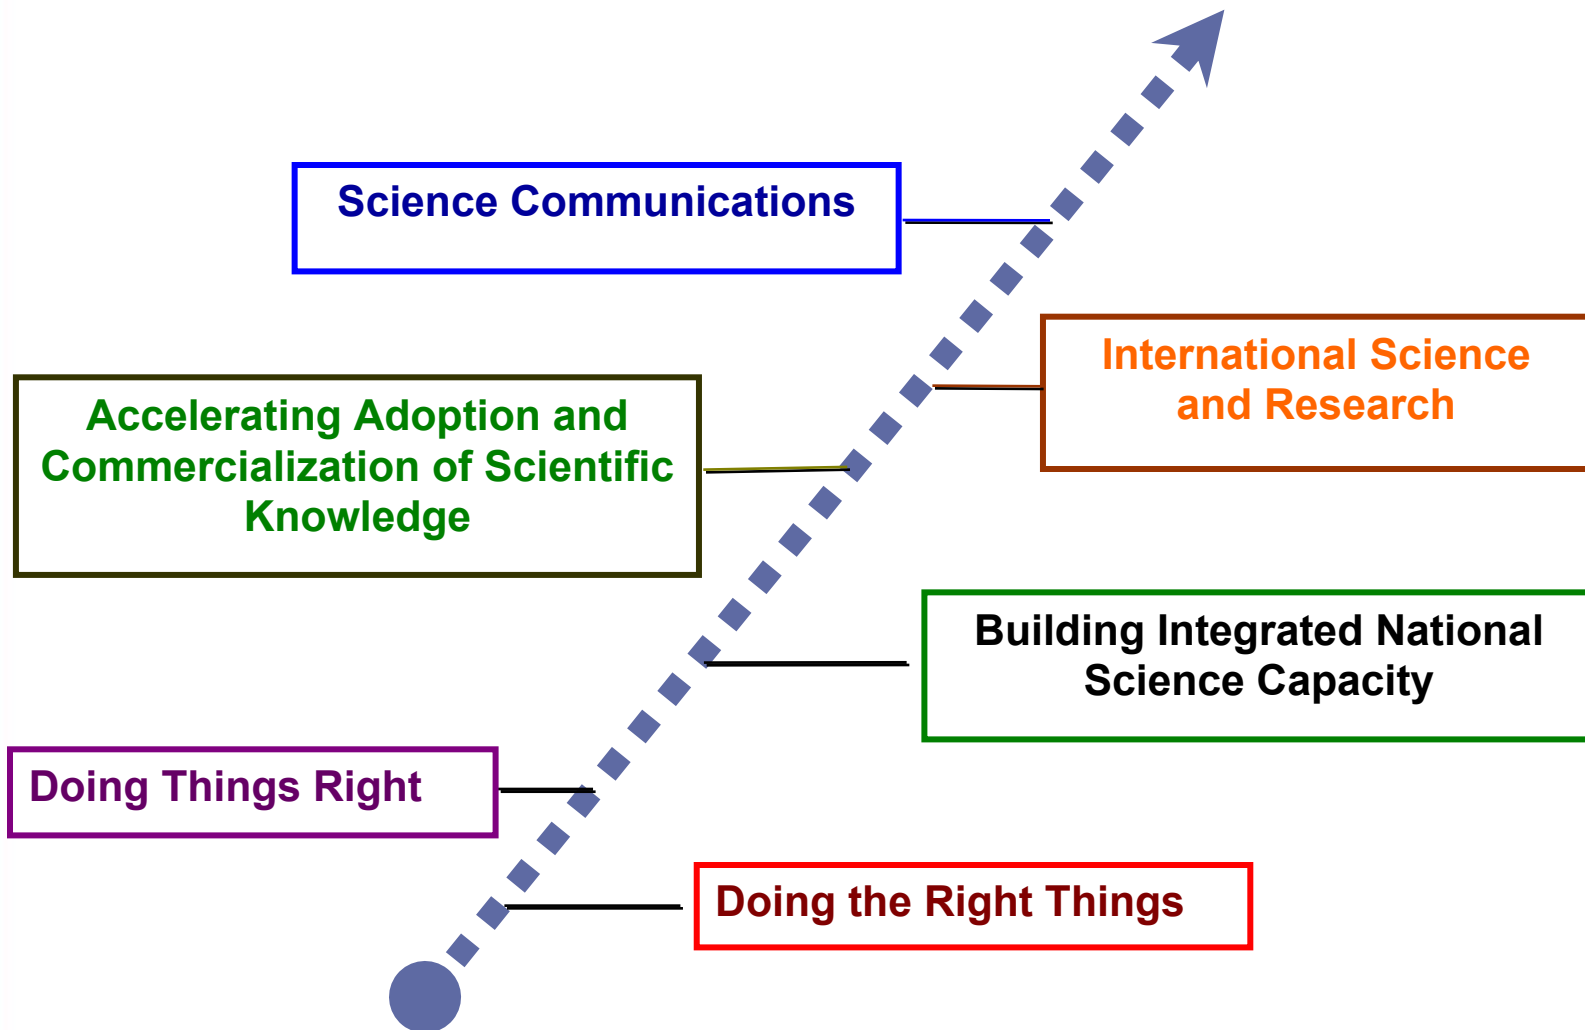 Science Communications
International Science
and Research
Accelerating Adoption and
Commercialization of Scientific
Knowledge
Building Integrated National
Science Capacity
Doing Things Right
Doing the Right Things